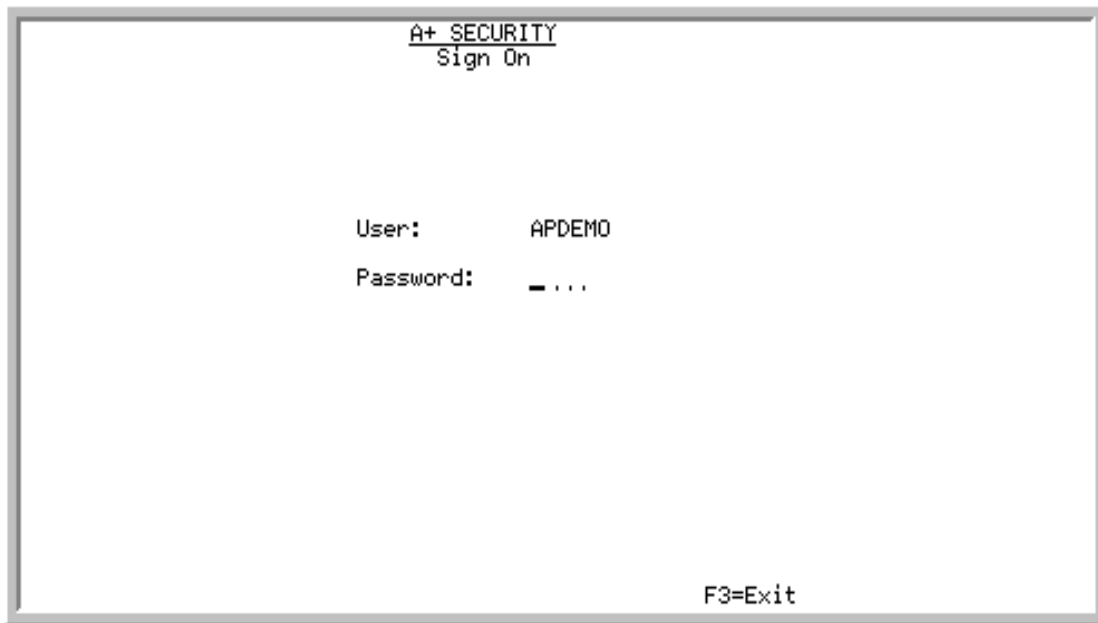 A+ SECURITY
Sign On
User: APDEMO
Password: _...
F3=Exit